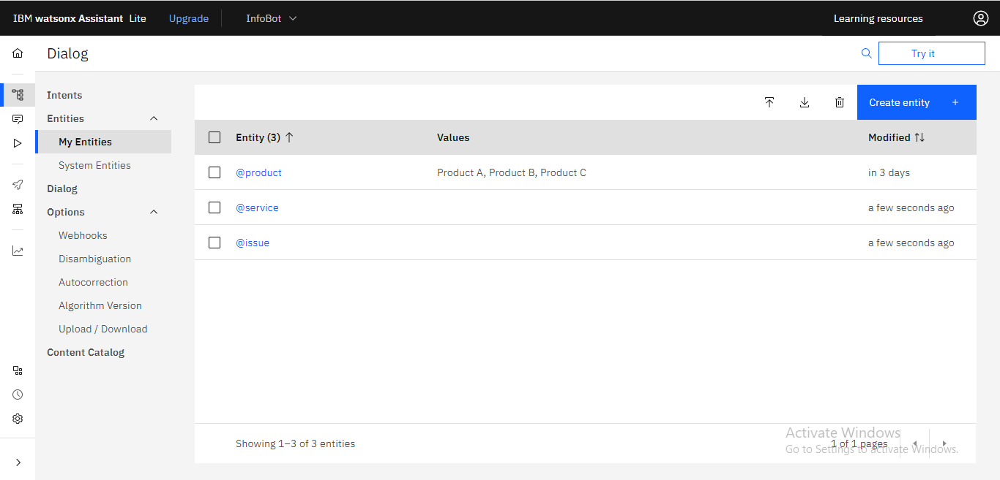 IBM watsonx Assistant Lite Upgrade InfoBot Learning resources
Dialog Try it
Intents
Entities
My Entities
System Entities
Dialog
Options
Webhooks
Disambiguation
Autocorrection
Algorithm Version
Upload / Download
Content Catalog
Create entity +
Entity (3) Values Modified
@product Product A, Product B, Product C in 3 days
@service a few seconds ago
@issue a few seconds ago
Showing 1–3 of 3 entities 1 of 1 pages
Activate Windows
Go to Settings to activate Windows.